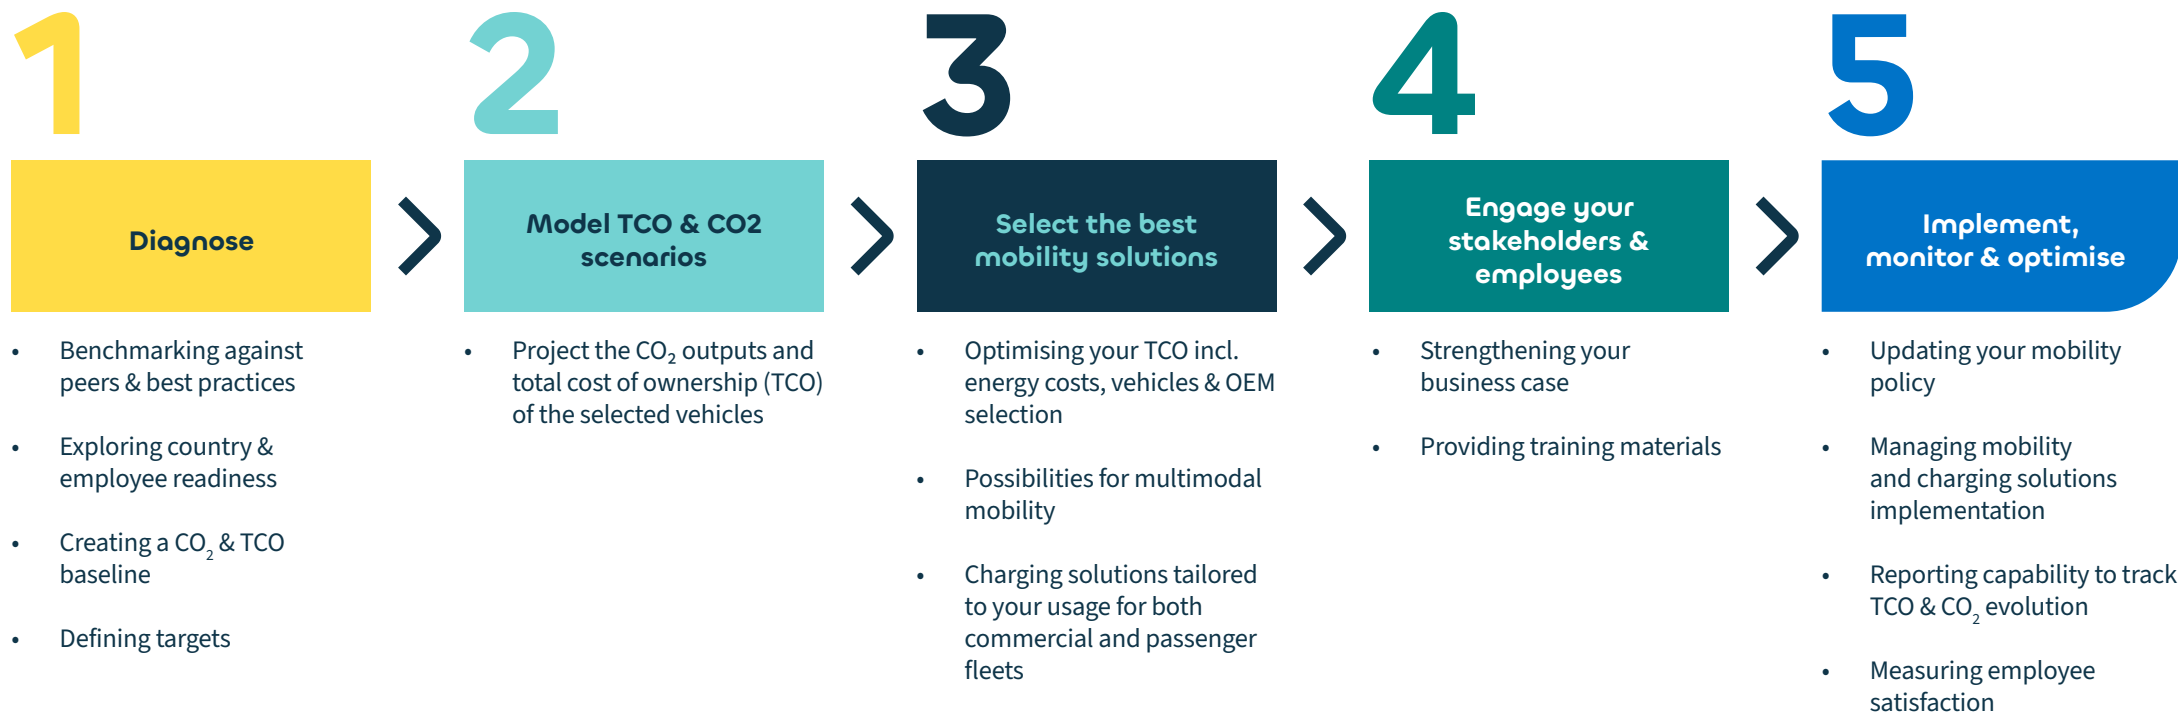 1
Diagnose
• Benchmarking against
peers & best practices
• Exploring country &
employee readiness
• Creating a CO₂ & TCO
baseline
• Defining targets
2
Model TCO & CO2
scenarios
• Project the CO₂ outputs and
total cost of ownership (TCO)
of the selected vehicles
3
Select the best
mobility solutions
• Optimising your TCO incl.
energy costs, vehicles & OEM
selection
• Possibilities for multimodal
mobility
• Charging solutions tailored
to your usage for both
commercial and passenger
fleets
4
Engage your
stakeholders &
employees
• Strengthening your
business case
• Providing training materials
5
Implement,
monitor & optimise
• Updating your mobility
policy
• Managing mobility
and charging solutions
implementation
• Reporting capability to track
TCO & CO₂ evolution
• Measuring employee
satisfaction